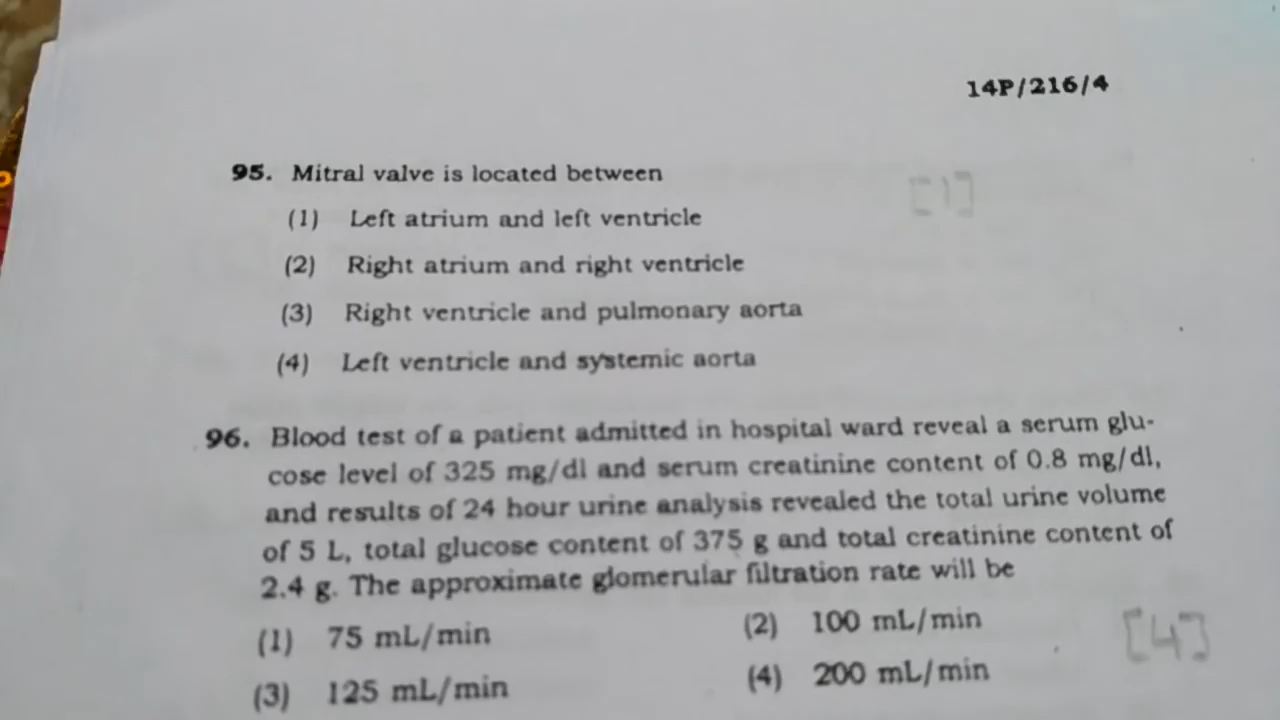 14P/216/4
95. Mitral valve is located between
[1]
(1) Left atrium and left ventricle
(2) Right atrium and right ventricle
(3) Right ventricle and pulmonary aorta
(4) Left ventricle and systemic aorta
96. Blood test of a patient admitted in hospital ward reveal a serum glu-
cose level of 325 mg/dl and serum creatinine content of 0.8 mg/dl,
and results of 24 hour urine analysis revealed the total urine volume
of 5 L, total glucose content of 375 g and total creatinine content of
2.4 g. The approximate glomerular filtration rate will be
(1) 75 mL/min (2) 100 mL/min
[4]
(3) 125 mL/min (4) 200 mL/min